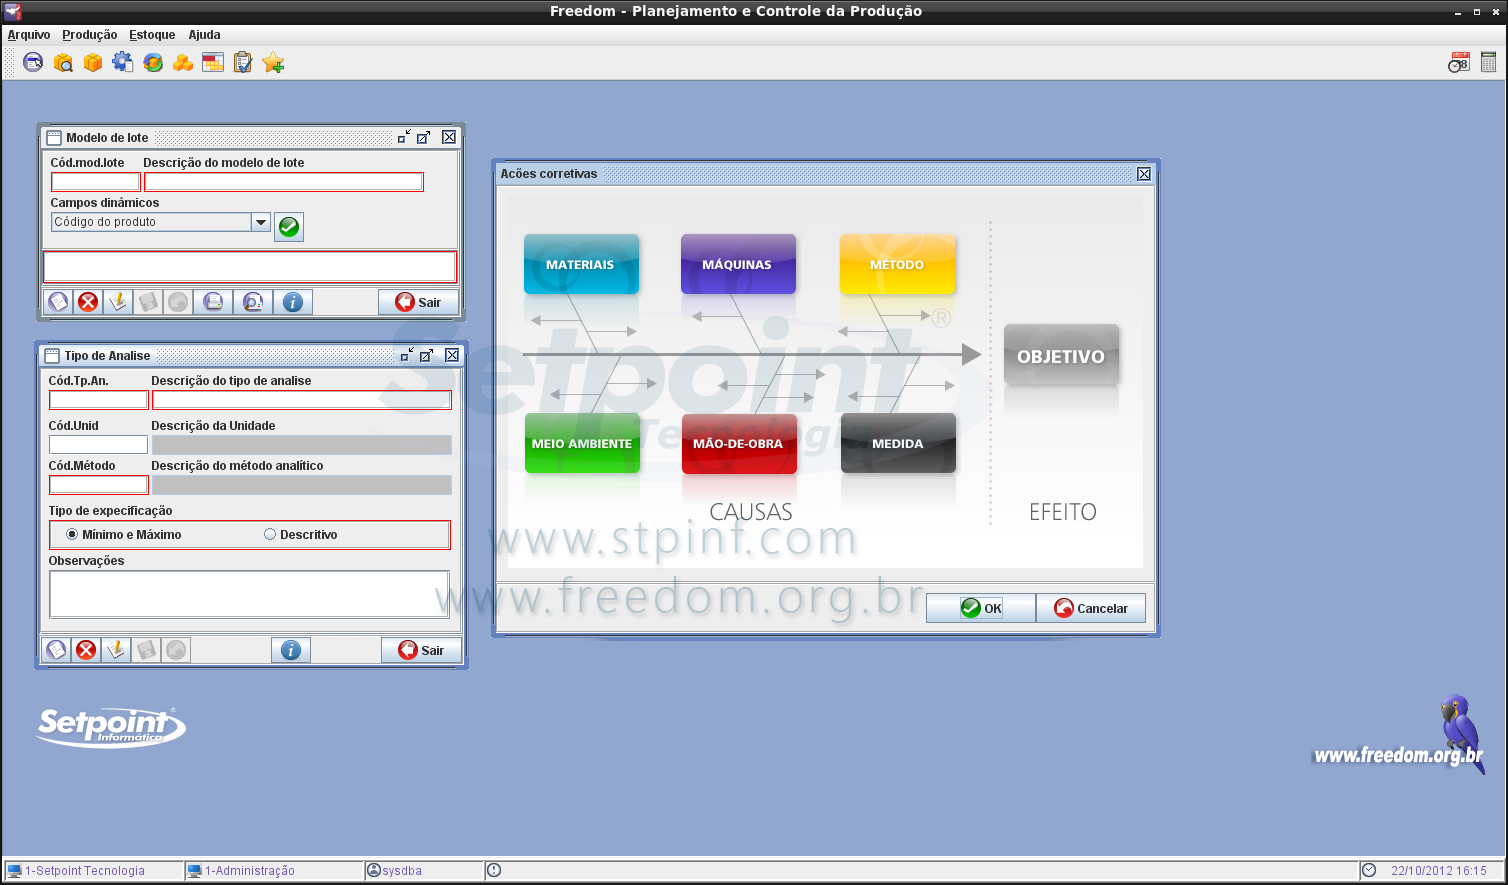 Freedom - Planejamento e Controle da Produção
Arquivo Produção Estoque Ajuda
Modelo de lote
Cód.mod.lote Descrição do modelo de lote
Campos dinâmicos
Código do produto
Sair
Tipo de Analise
Cód.Tp.An. Descrição do tipo de analise
Cód.Unid Descrição da Unidade
Cód.Método Descrição do método analítico
Tipo de expecificação
Mínimo e Máximo Descritivo
Observações
Sair
Acões corretivas
MATERIAIS MÁQUINAS MÉTODO
OBJETIVO
MEIO AMBIENTE MÃO-DE-OBRA MEDIDA
CAUSAS EFEITO
Setpoint ®
Tecnologia
www.stpinf.com
www.freedom.org.br
OK Cancelar
Setpoint ®
Informática
www.freedom.org.br
1-Setpoint Tecnologia 1-Administração sysdba 22/10/2012 16:15